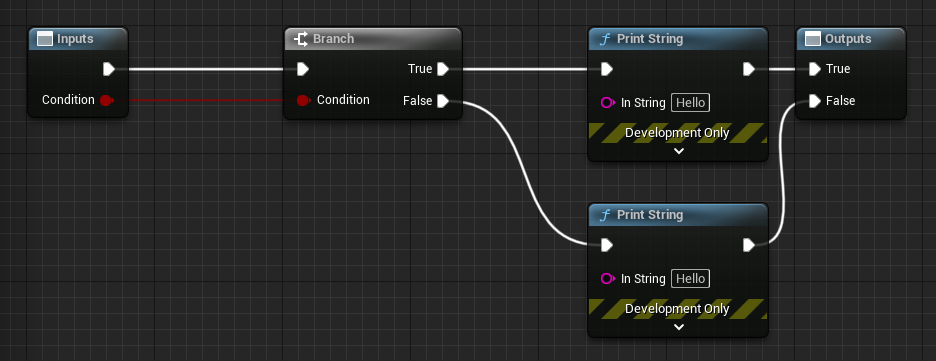 Inputs
Condition
Branch
True
Condition
False
Print String
In String Hello
Development Only
Outputs
True
False
Print String
In String Hello
Development Only